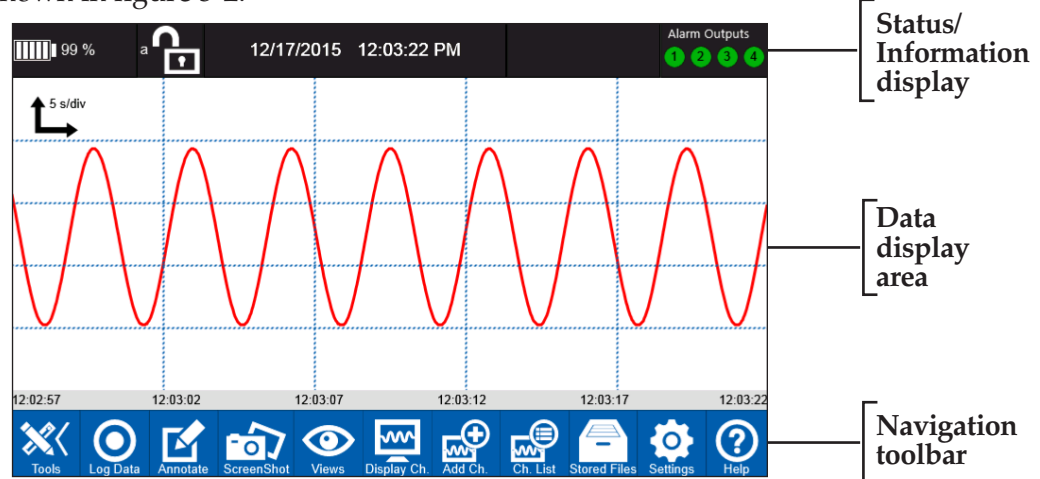 shown in figure 3-2.
99 %
a
12/17/2015 12:03:22 PM
Alarm Outputs
1 2 3 4
Status/
Information
display
5 s/div
Data
display
area
12:02:57 12:03:02 12:03:07 12:03:12 12:03:17 12:03:22
Tools Log Data Annotate ScreenShot Views Display Ch. Add Ch. Ch. List Stored Files Settings Help
Navigation
toolbar